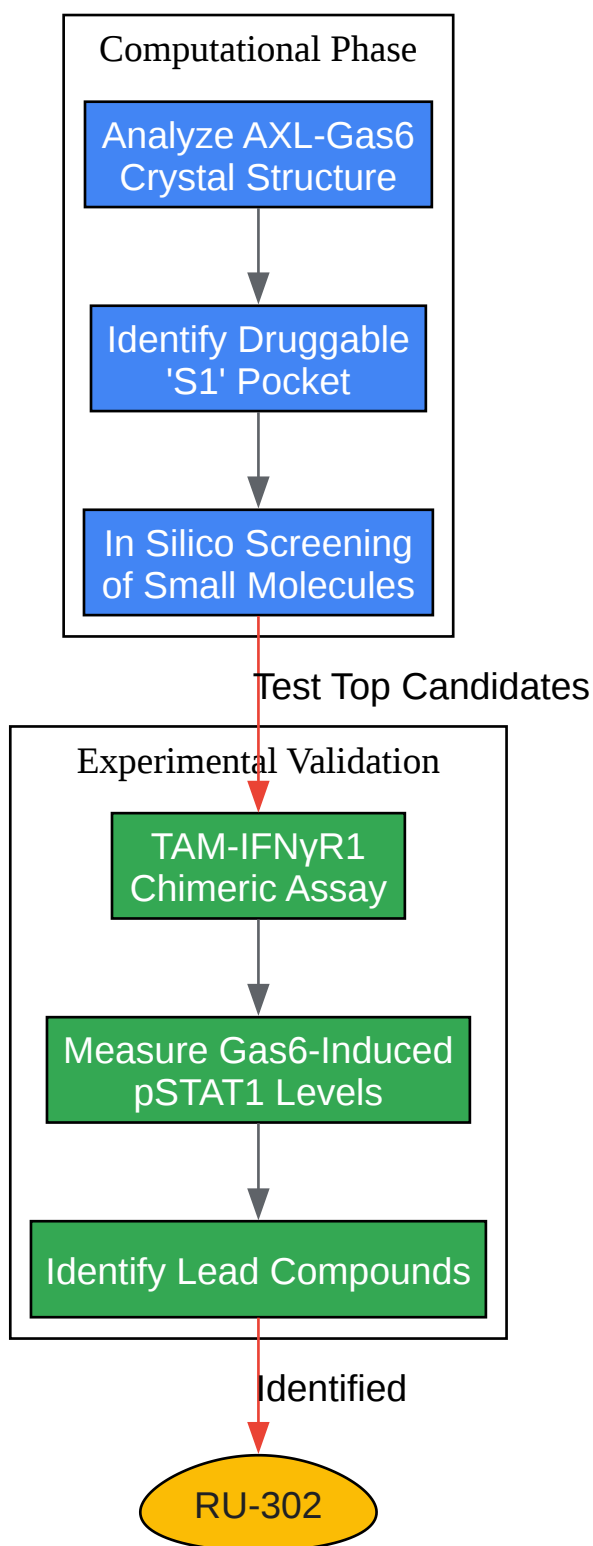 Computational Phase
Analyze AXL-Gas6
Crystal Structure
Identify Druggable
'S1' Pocket
In Silico Screening
of Small Molecules
Test Top Candidates
Experimental Validation
TAM-IFNγR1
Chimeric Assay
Measure Gas6-Induced
pSTAT1 Levels
Identify Lead Compounds
Identified
RU-302